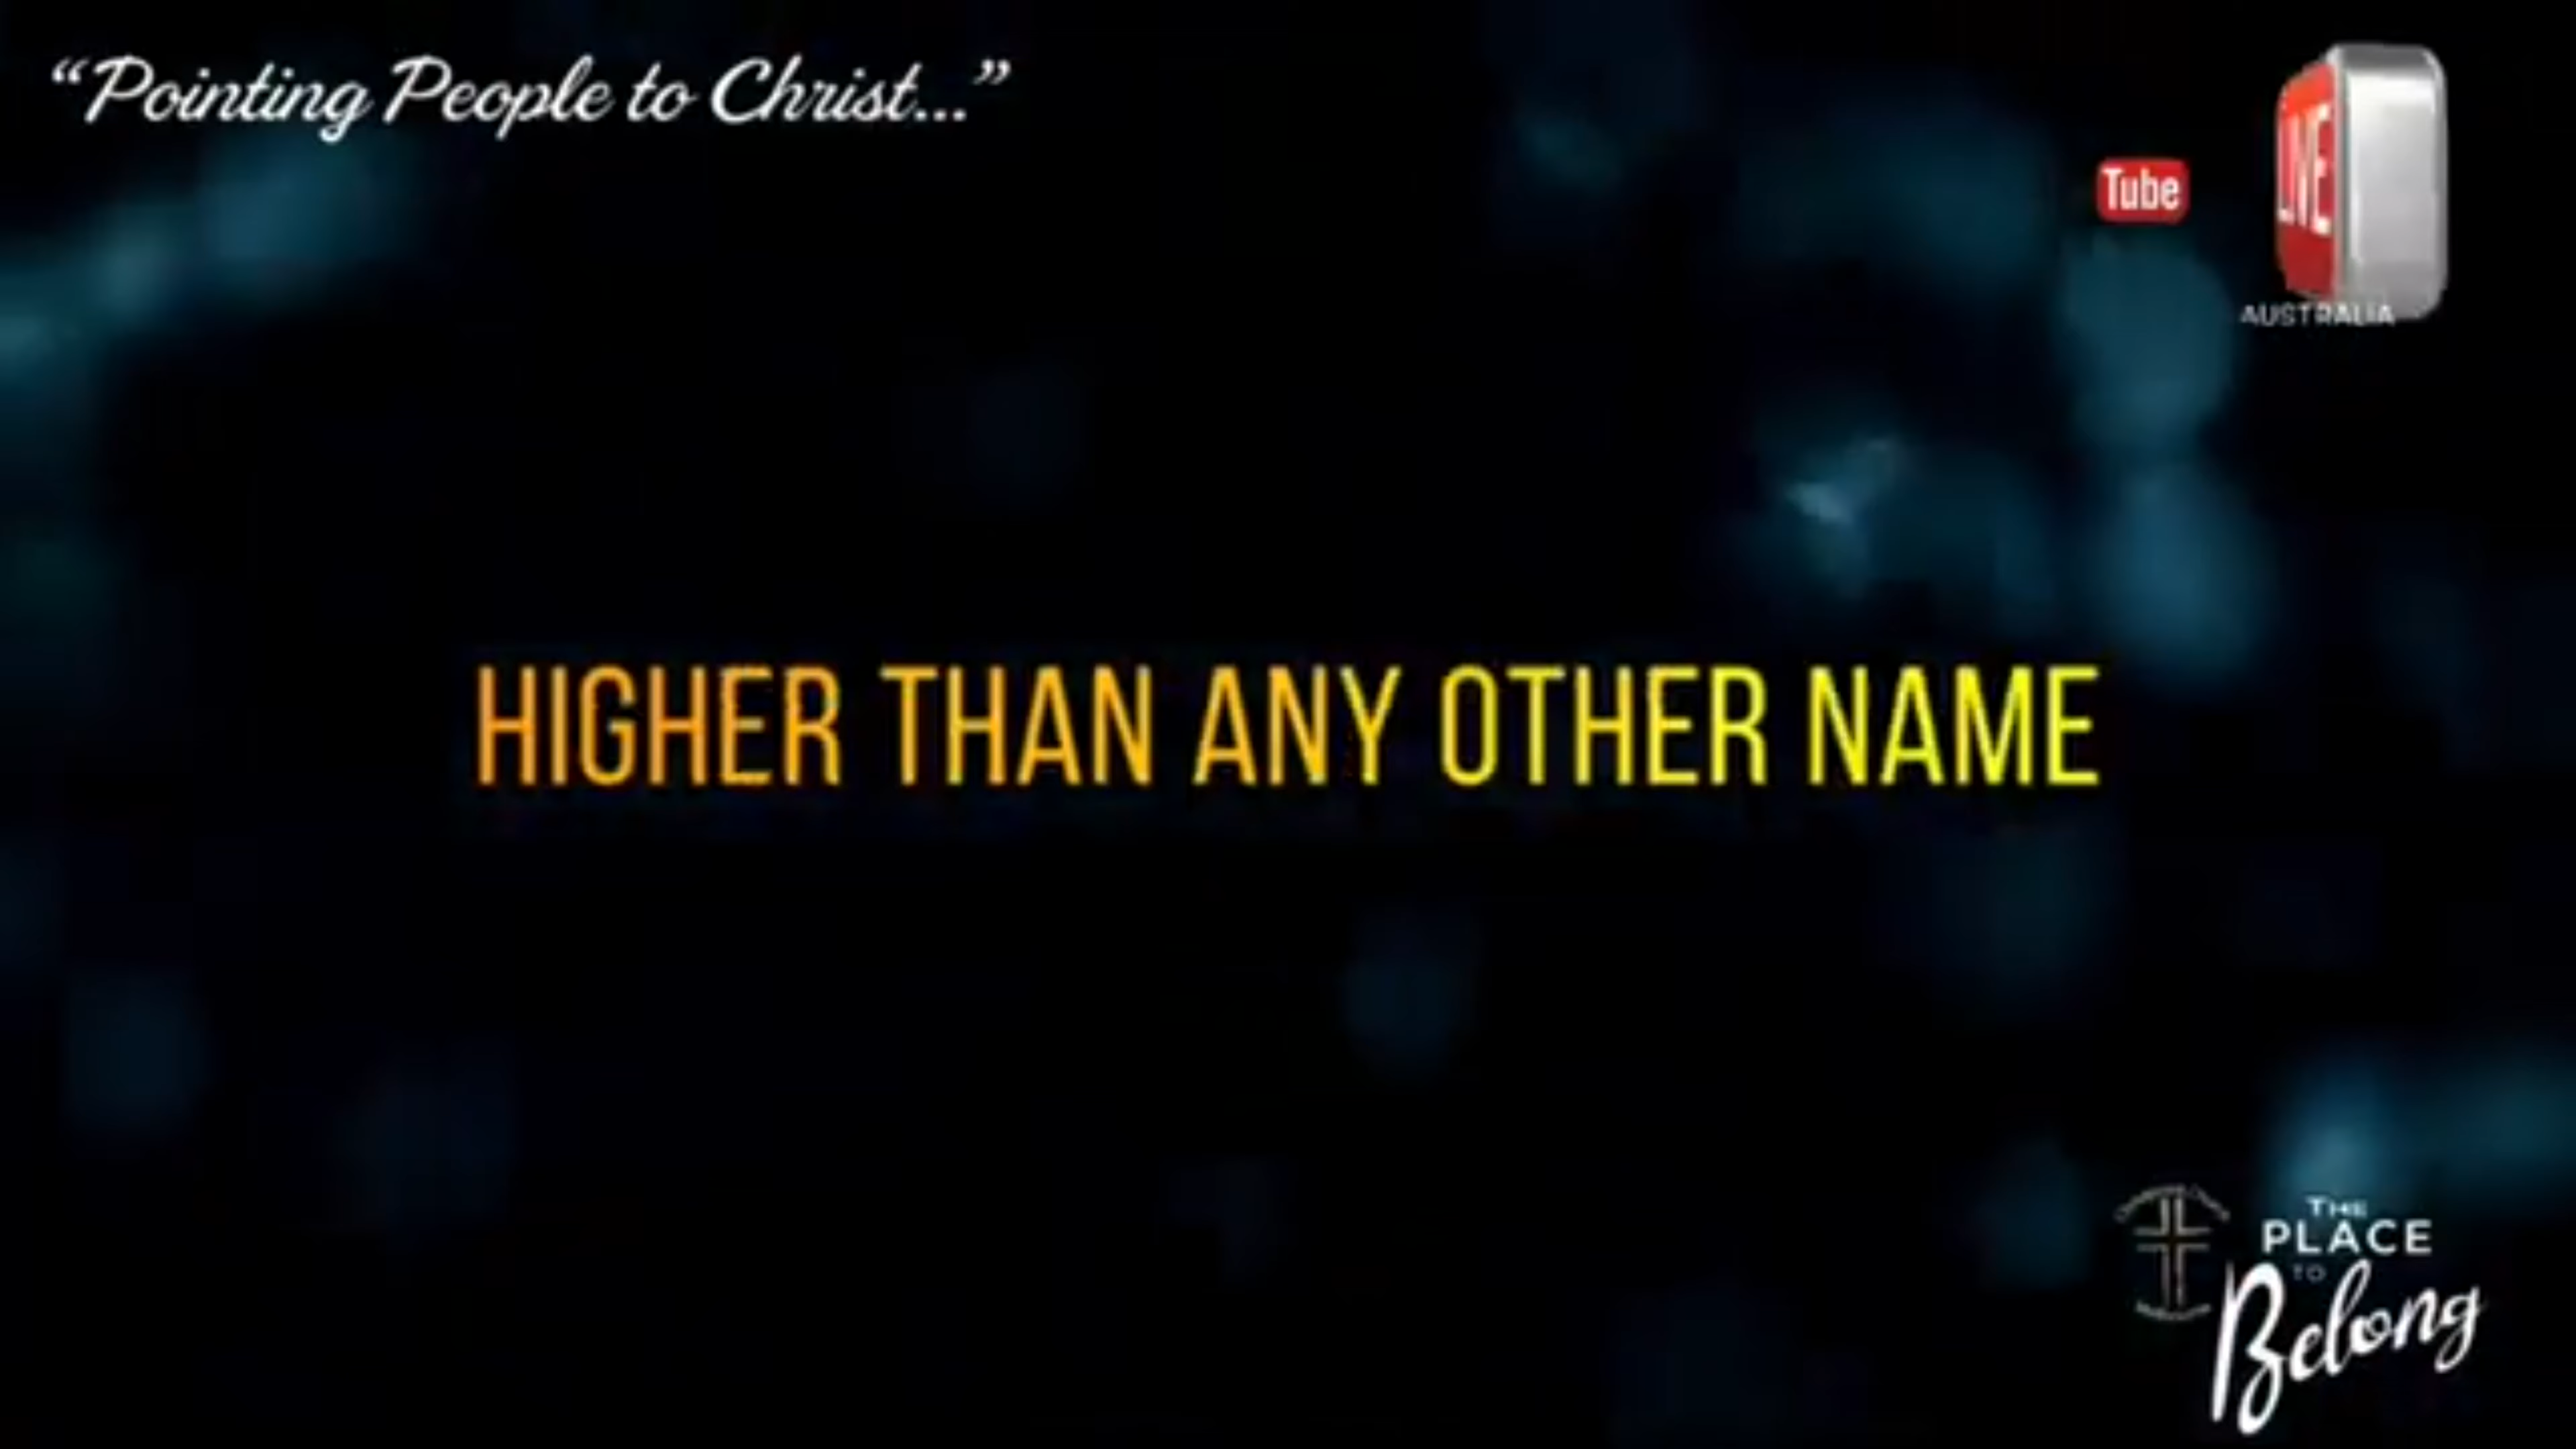 “Pointing People to Christ...”
Tube
LIVE
AUSTRALIA
HIGHER THAN ANY OTHER NAME
THE
PLACE
TO
Belong